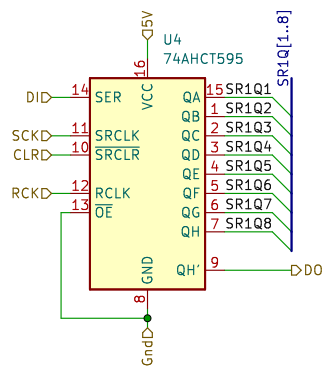 5V
U4
74AHCT595
SR1Q[1..8]
16
VCC
DI 14 SER QA 15 SR1Q1
QB 1 SR1Q2
SCK 11 SRCLK QC 2 SR1Q3
CLR 10 SRCLR QD 3 SR1Q4
QE 4 SR1Q5
RCK 12 RCLK QF 5 SR1Q6
13 OE QG 6 SR1Q7
QH 7 SR1Q8
GND QH' 9 DO
8
Gnd